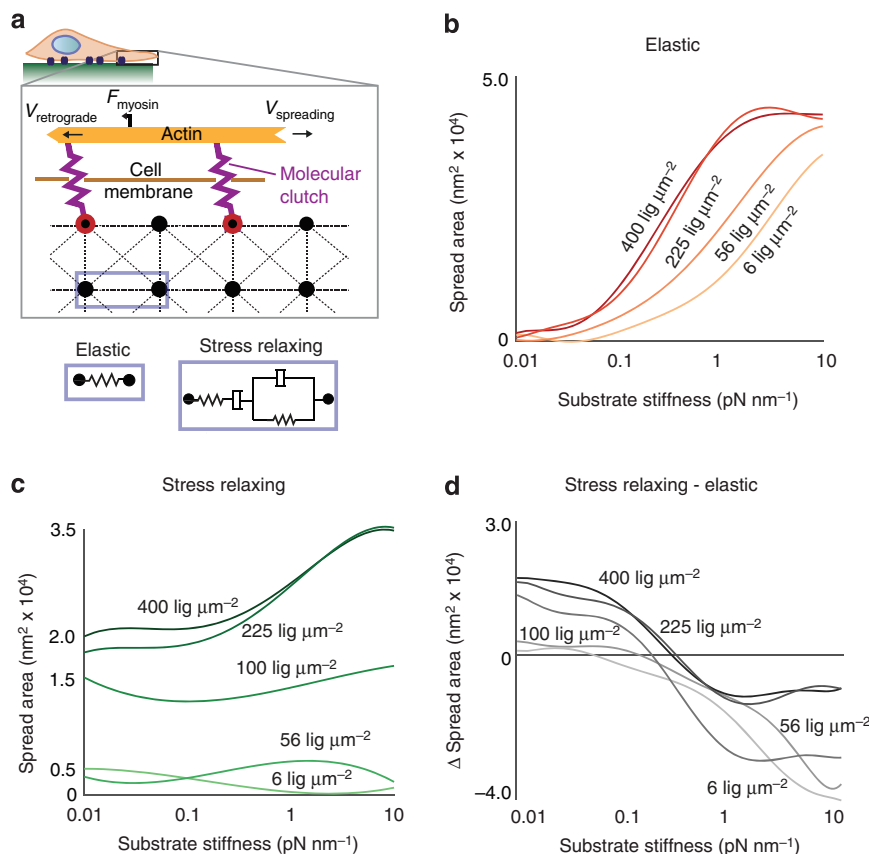 a
V_retrograde
F_myosin
V_spreading
Actin
Cell
membrane
Molecular
clutch
Elastic
Stress relaxing
b
Elastic
Spread area (nm² x 10⁴)
5.0
0
400 lig µm⁻²
225 lig µm⁻²
56 lig µm⁻²
6 lig µm⁻²
0.01
0.1
1
10
Substrate stiffness (pN nm⁻¹)
c
Stress relaxing
Spread area (nm² x 10⁴)
3.5
2.0
1.5
0.5
0
400 lig µm⁻²
225 lig µm⁻²
100 lig µm⁻²
56 lig µm⁻²
6 lig µm⁻²
0.01
0.1
1
10
Substrate stiffness (pN nm⁻¹)
d
Stress relaxing - elastic
Δ Spread area (nm² x 10⁴)
3.0
0
−4.0
400 lig µm⁻²
225 lig µm⁻²
100 lig µm⁻²
56 lig µm⁻²
6 lig µm⁻²
0.01
0.1
1
10
Substrate stiffness (pN nm⁻¹)